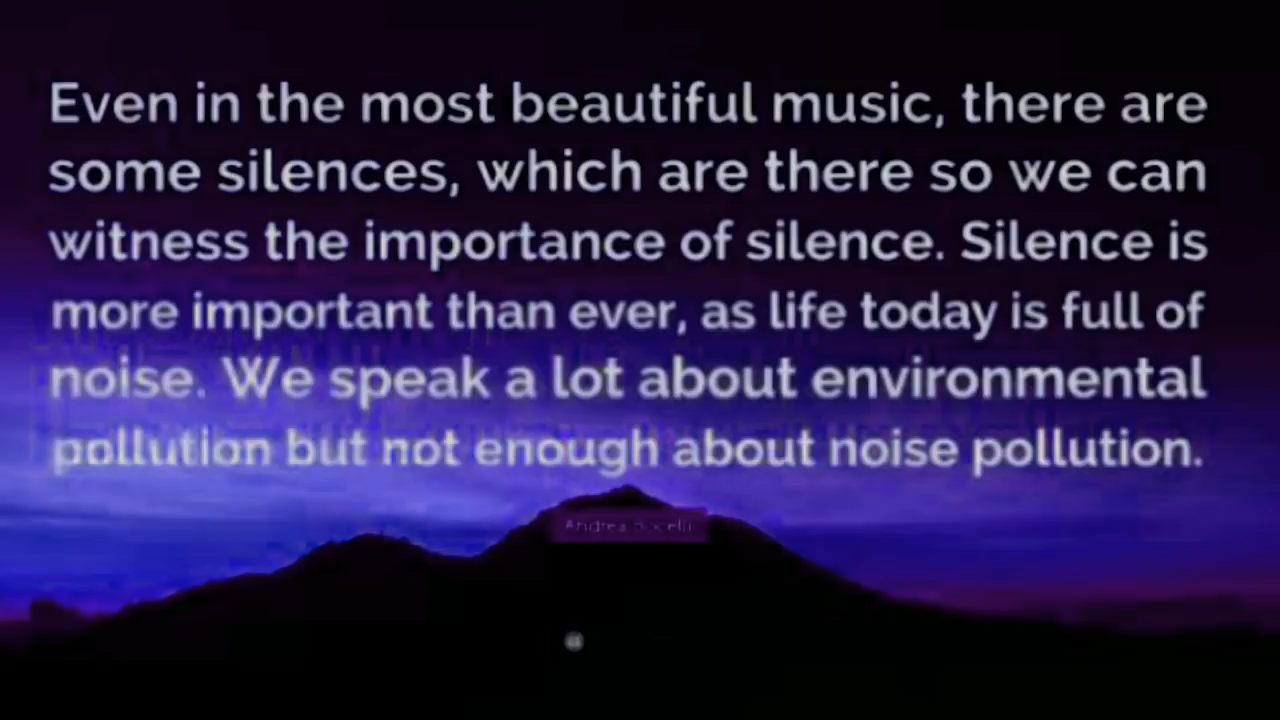 Even in the most beautiful music, there are
some silences, which are there so we can
witness the importance of silence. Silence is
more important than ever, as life today is full of
noise. We speak a lot about environmental
pollution but not enough about noise pollution.
Andrea Bocelli